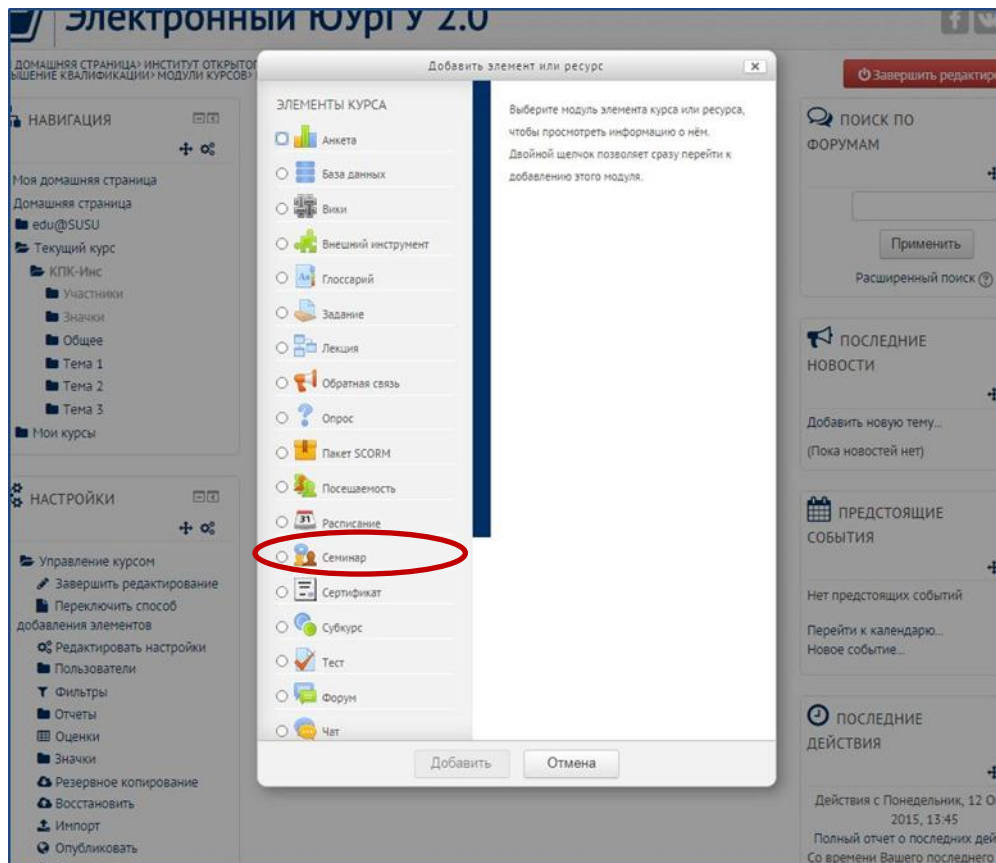 Электронный ЮУрГУ 2.0
ДОМАШНЯЯ СТРАНИЦА› ИНСТИТУТ
КВАЛИФИКАЦИИ› МОДУЛИ КУРСОВ›
НАВИГАЦИЯ
Моя домашняя страница
Домашняя страница
edu@SUSU
Текущий курс
КПК-Инс
Участники
Значки
Общее
Тема 1
Тема 2
Тема 3
Мои курсы
НАСТРОЙКИ
Управление курсом
Завершить редактирование
Переключить способ
добавления элементов
Редактировать настройки
Пользователи
Фильтры
Отчеты
Оценки
Значки
Резервное копирование
Восстановить
Импорт
Опубликовать
Добавить элемент или ресурс
ЭЛЕМЕНТЫ КУРСА
Анкета
База данных
Вики
Внешний инструмент
Глоссарий
Задание
Лекция
Обратная связь
Опрос
Пакет SCORM
Посещаемость
31
Расписание
Семинар
Сертификат
Субкурс
Тест
Форум
Чат
Выберите модуль элемента курса или ресурса,
чтобы просмотреть информацию о нём.
Двойной щелчок позволяет сразу перейти к
добавлению этого модуля.
Добавить
Отмена
Завершить
ПОИСК ПО
ФОРУМАМ
Применить
Расширенный поиск
ПОСЛЕДНИЕ
НОВОСТИ
Добавить новую тему...
(Пока новостей нет)
ПРЕДСТОЯЩИЕ
СОБЫТИЯ
Нет предстоящих событий
Перейти к календарю...
Новое событие...
ПОСЛЕДНИЕ
ДЕЙСТВИЯ
Действия с Понедельник, 12
2015, 13:45
Полный отчет о последних
Со времени Вашего последнего